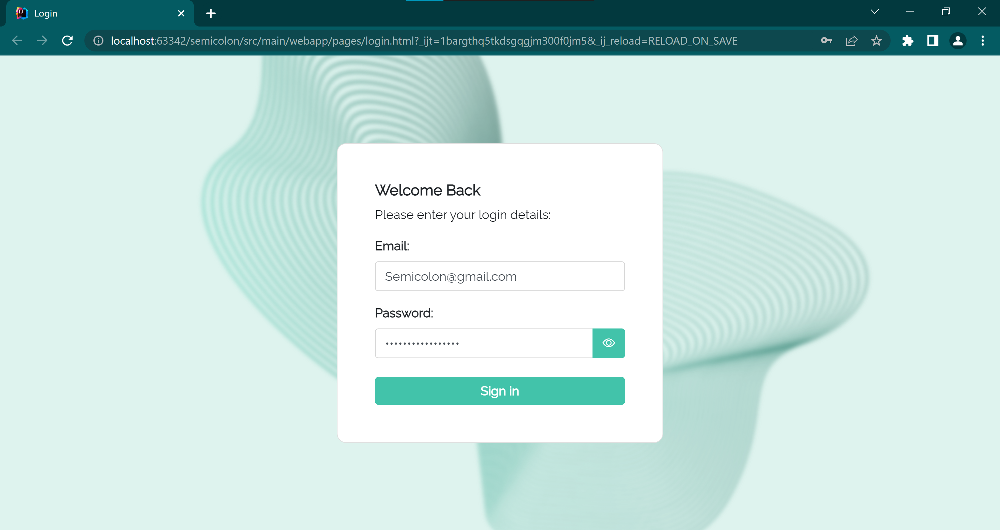 Login
localhost:63342/semicolon/src/main/webapp/pages/login.html?_ijt=1bargthq5tkdsgqgjm300f0jm5&_ij_reload=RELOAD_ON_SAVE
Welcome Back
Please enter your login details:
Email:
Semicolon@gmail.com
Password:
•••••••••••••••••
Sign in